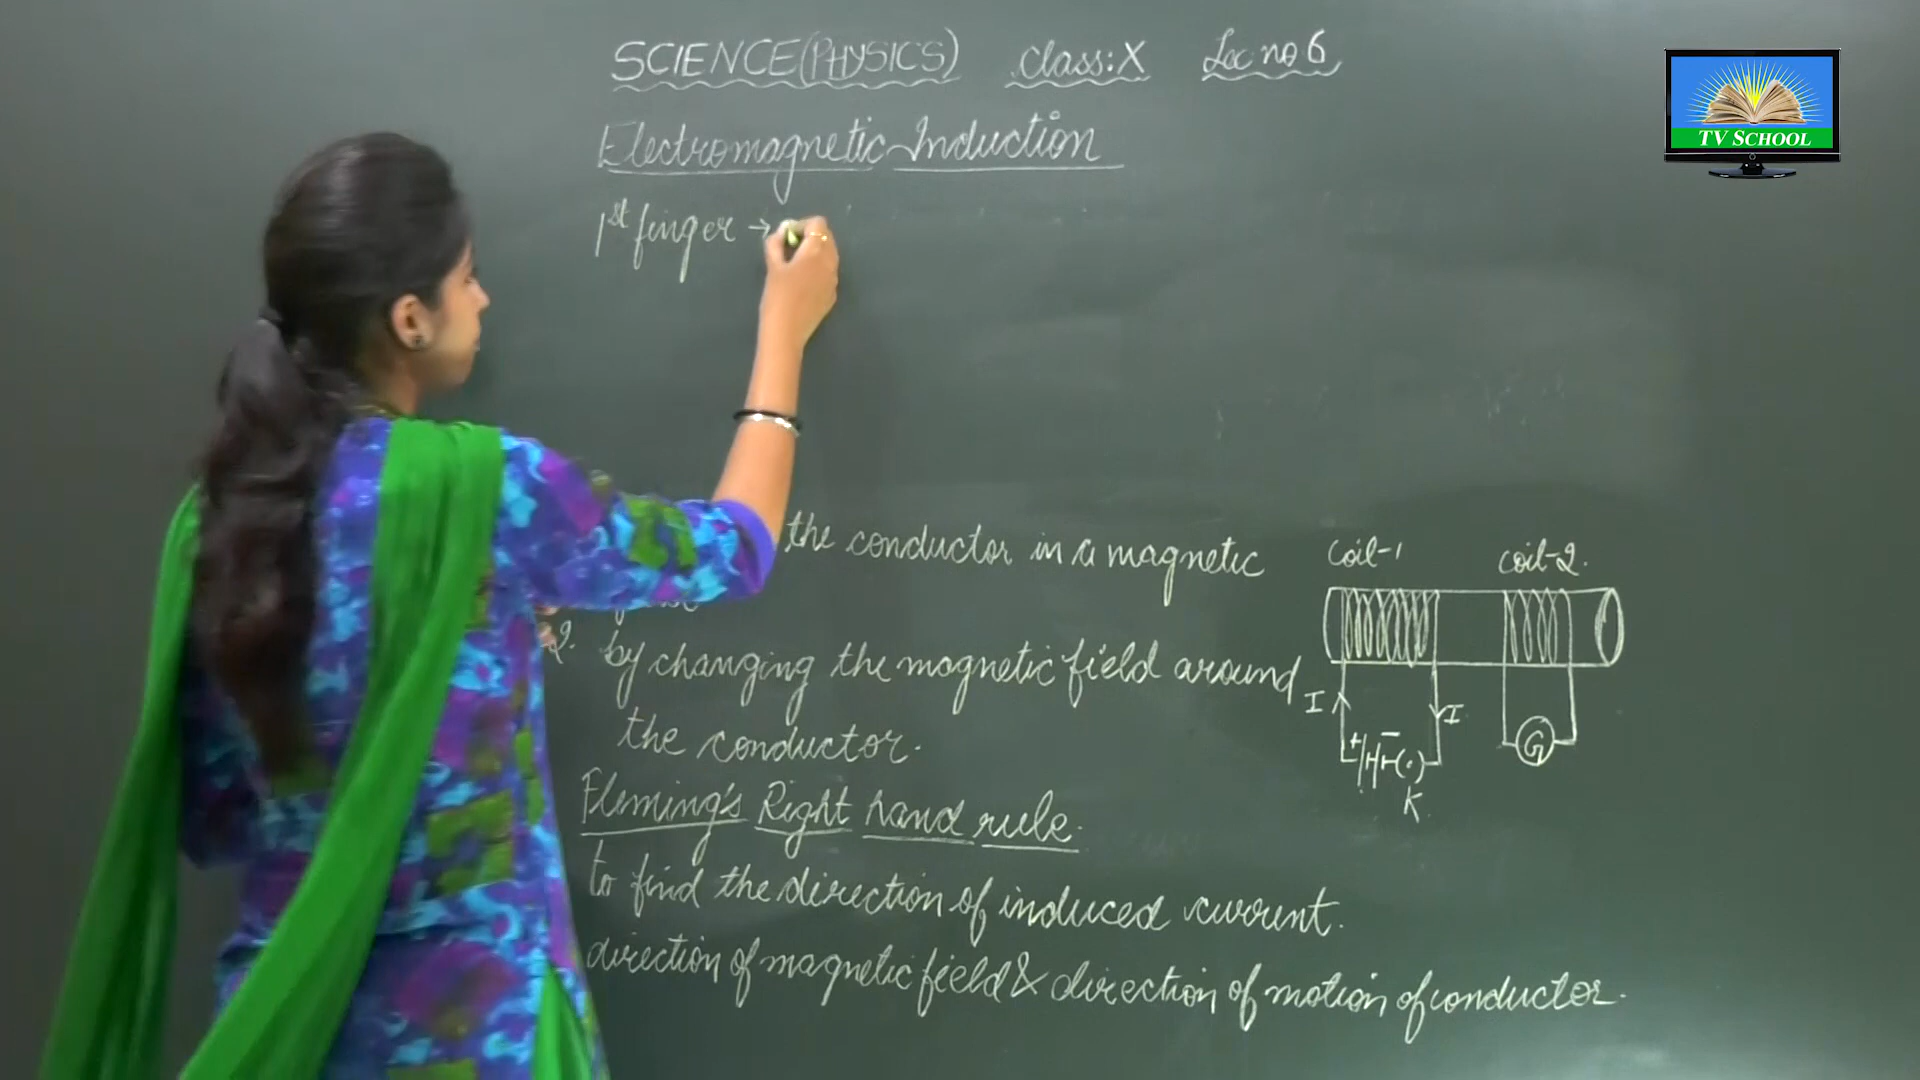 SCIENCE(PHYSICS) class:X Lec no 6
TV SCHOOL
Electromagnetic Induction
1st finger →
the conductor in a magnetic
2. by changing the magnetic field around
the conductor.
Coil-1 Coil-2.
I I
+ -
G
K
Fleming's Right hand rule.
to find the direction of induced current.
direction of magnetic field & direction of motion of conductor.